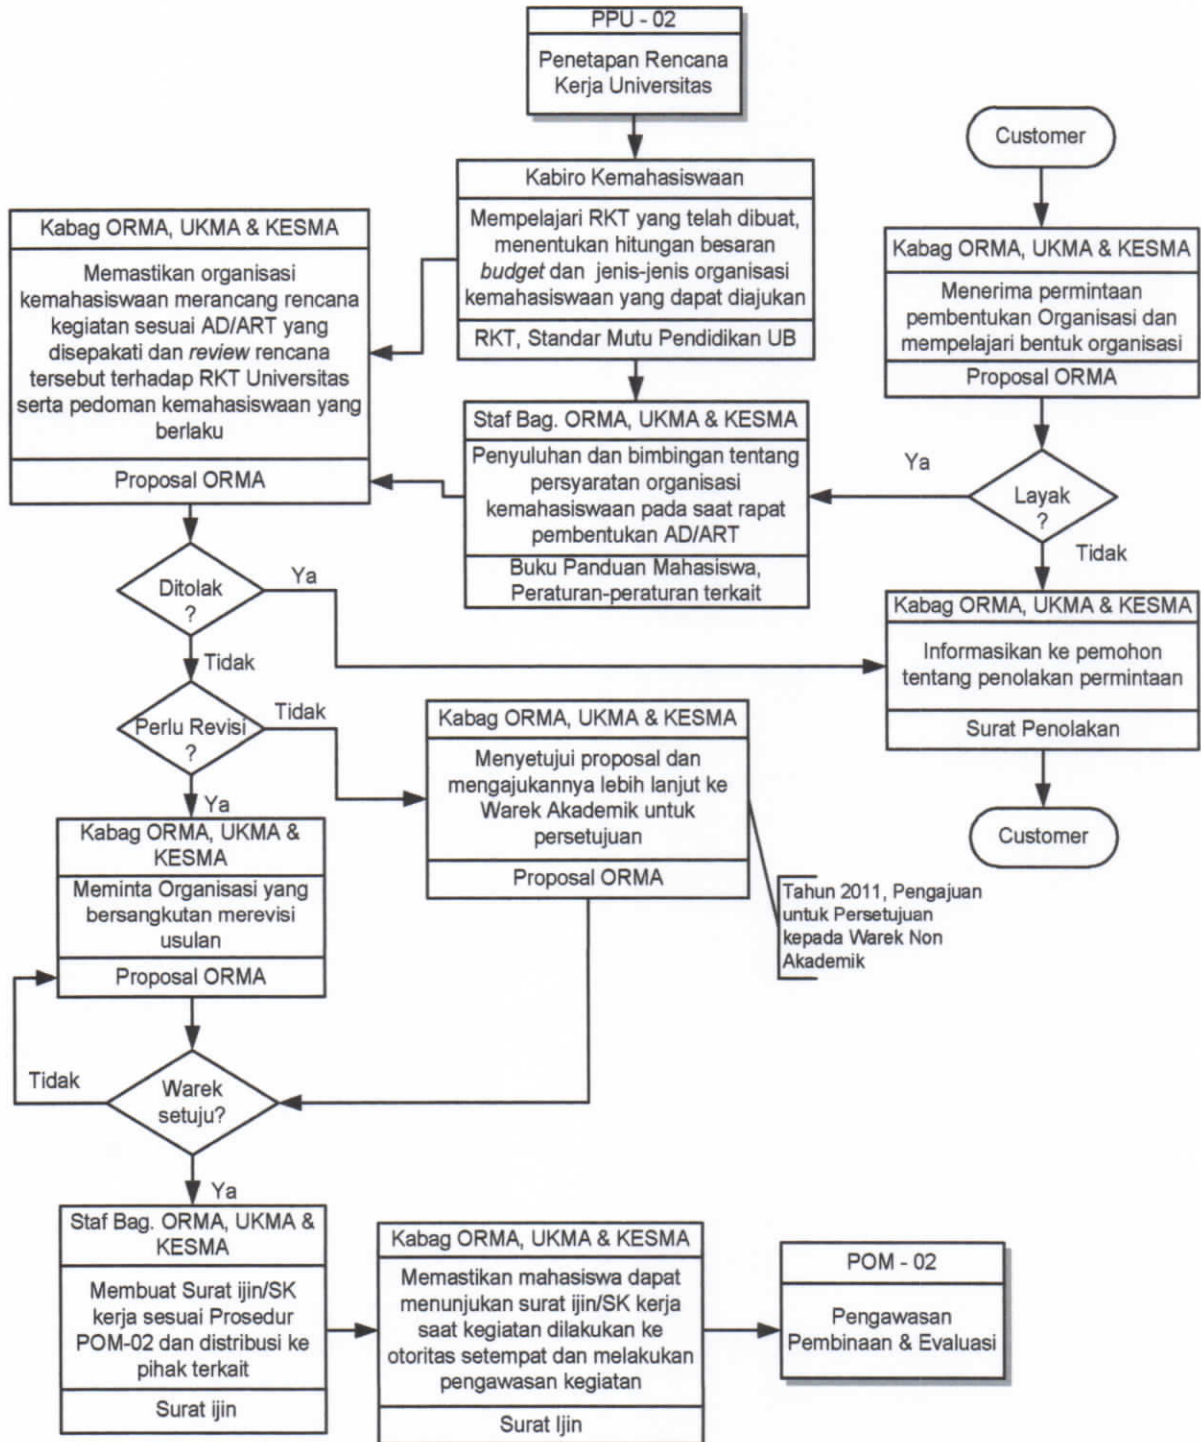 PPU - 02
Penetapan Rencana
Kerja Universitas
Customer
Kabiro Kemahasiswaan
Mempelajari RKT yang telah dibuat,
menentukan hitungan besaran
budget dan jenis-jenis organisasi
kemahasiswaan yang dapat diajukan
RKT, Standar Mutu Pendidikan UB
Kabag ORMA, UKMA & KESMA
Memastikan organisasi
kemahasiswaan merancang rencana
kegiatan sesuai AD/ART yang
disepakati dan review rencana
tersebut terhadap RKT Universitas
serta pedoman kemahasiswaan yang
berlaku
Proposal ORMA
Kabag ORMA, UKMA & KESMA
Menerima permintaan
pembentukan Organisasi dan
mempelajari bentuk organisasi
Proposal ORMA
Staf Bag. ORMA, UKMA & KESMA
Penyuluhan dan bimbingan tentang
persyaratan organisasi
kemahasiswaan pada saat rapat
pembentukan AD/ART
Buku Panduan Mahasiswa,
Peraturan-peraturan terkait
Ya
Layak
?
Tidak
Ditolak
?
Ya
Tidak
Kabag ORMA, UKMA & KESMA
Informasikan ke pemohon
tentang penolakan permintaan
Surat Penolakan
Customer
Perlu Revisi
?
Tidak
Ya
Kabag ORMA, UKMA & KESMA
Menyetujui proposal dan
mengajukannya lebih lanjut ke
Warek Akademik untuk
persetujuan
Proposal ORMA
Tahun 2011, Pengajuan
untuk Persetujuan
kepada Warek Non
Akademik
Kabag ORMA, UKMA &
KESMA
Meminta Organisasi yang
bersangkutan merevisi
usulan
Proposal ORMA
Tidak
Warek
setuju?
Ya
Staf Bag. ORMA, UKMA &
KESMA
Membuat Surat ijin/SK
kerja sesuai Prosedur
POM-02 dan distribusi ke
pihak terkait
Surat ijin
Kabag ORMA, UKMA & KESMA
Memastikan mahasiswa dapat
menunjukan surat ijin/SK kerja
saat kegiatan dilakukan ke
otoritas setempat dan melakukan
pengawasan kegiatan
Surat Ijin
POM - 02
Pengawasan
Pembinaan & Evaluasi